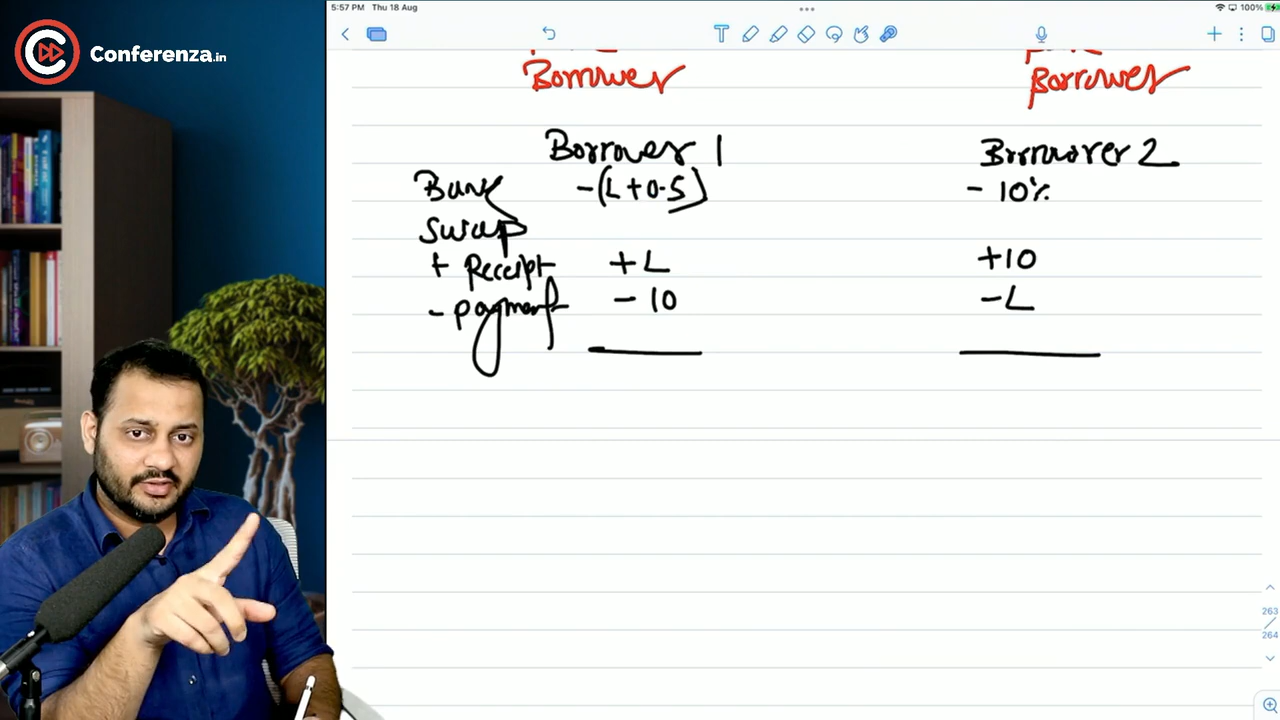 5:57 PM Thu 18 Aug
100%
Conferenza.in
Borrower
Borrower
Borrower 1
Borrower 2
Bank -(L+0.5) - 10%
Swap
+ Receipt +L +10
- payment - 10 -L
263
264